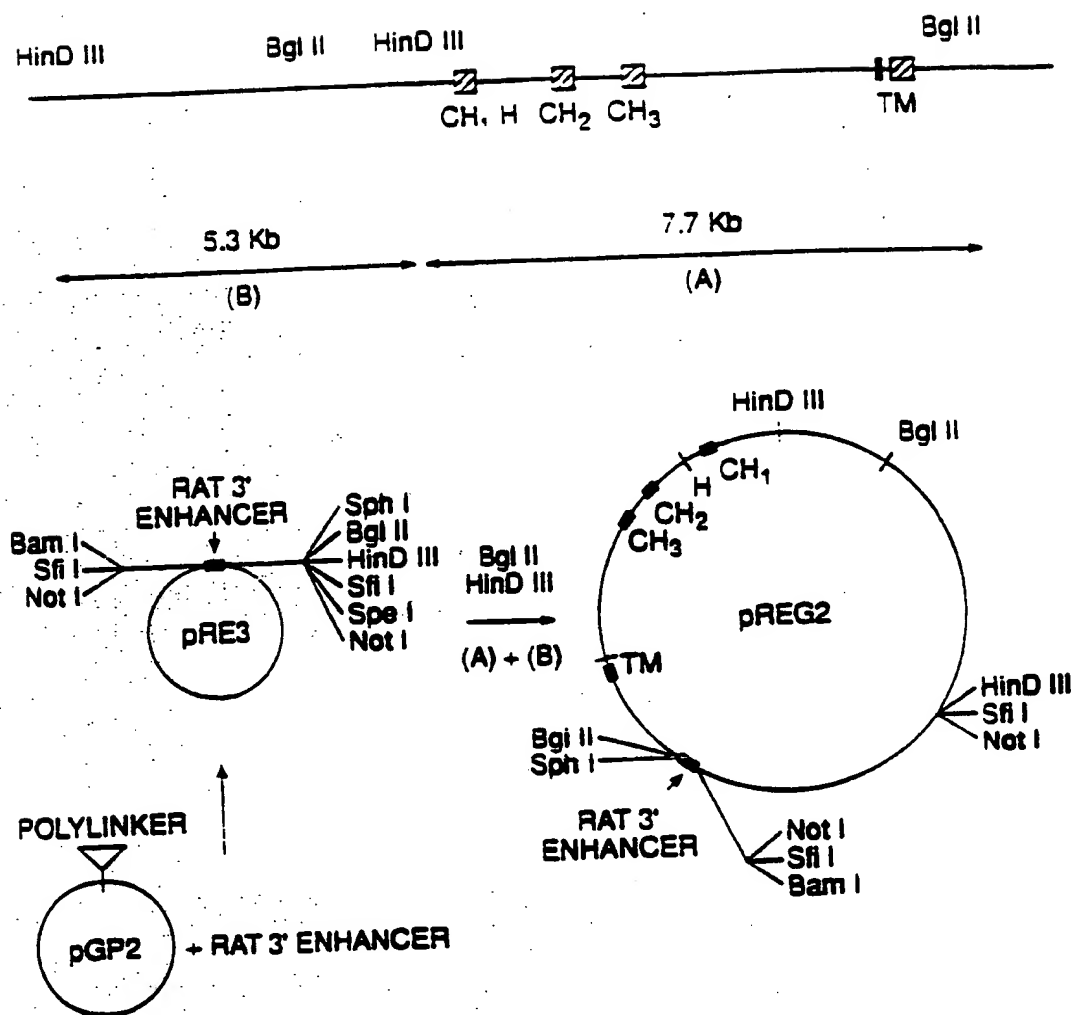 HinD III Bgl II HinD III Bgl II
CH₁ H CH₂ CH₃ TM
5.3 Kb 7.7 Kb
(B) (A)
RAT 3'
ENHANCER
Bam I
Sfi I
Not I
Sph I
Bgl II
HinD III
Sfi I
Spe I
Not I
pRE3
Bgl II
HinD III
(A) + (B)
HinD III
Bgl II
CH₁
H
CH₂
CH₃
pREG2
TM
HinD III
Sfi I
Not I
Bgl II
Sph I
RAT 3'
ENHANCER
Not I
Sfi I
Bam I
POLYLINKER
pGP2 + RAT 3' ENHANCER